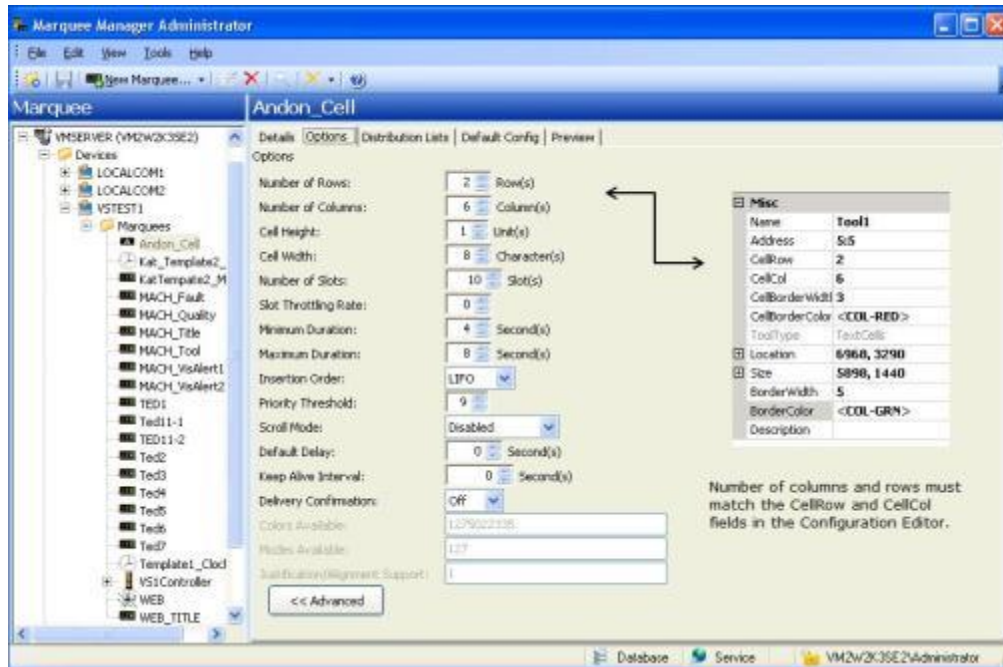 Marquee Manager Administrator
File Edit View Tools Help
New Marquee...
Marquee
Andon_Cell
VMSERVER (VM2W2K3SE2)
Devices
LOCALCOM1
LOCALCOM2
VSTEST1
Marquees
Andon_Cell
Kat_Template2_
KatTempate2_M
MACH_Fault
MACH_Quality
MACH_Title
MACH_Tool
MACH_VisAlert1
MACH_VisAlert2
TED1
Ted11-1
TED11-2
Ted2
Ted3
Ted4
Ted5
Ted6
Ted7
Template1_Clocl
VS1Controller
WEB
WEB_TITLE
Details Options Distribution Lists Default Config Preview
Options
Number of Rows: 2 Row(s)
Number of Columns: 6 Column(s)
Cell Height: 1 Unit(s)
Cell Width: 8 Character(s)
Number of Slots: 10 Slot(s)
Slot Throttling Rate: 0
Minimum Duration: 4 Second(s)
Maximum Duration: 8 Second(s)
Insertion Order: LIFO
Priority Threshold: 9
Scroll Mode: Disabled
Default Delay: 0 Second(s)
Keep Alive Interval: 0 Second(s)
Delivery Confirmation: Off
Colors Available: 1279022335
Modes Available: 127
Justification/Alignment Support: 1
<< Advanced
Misc
Name Tool1
Address 5:5
CellRow 2
CellCol 6
CellBorderWidtl 3
CellBorderColor <COL-RED>
ToolType TextCells
Location 6960, 3290
Size 5890, 1440
BorderWidth 5
BorderColor <COL-GRN>
Description
Number of columns and rows must
match the CellRow and CellCol
fields in the Configuration Editor.
Database Service VM2W2K3SE2\Administrator